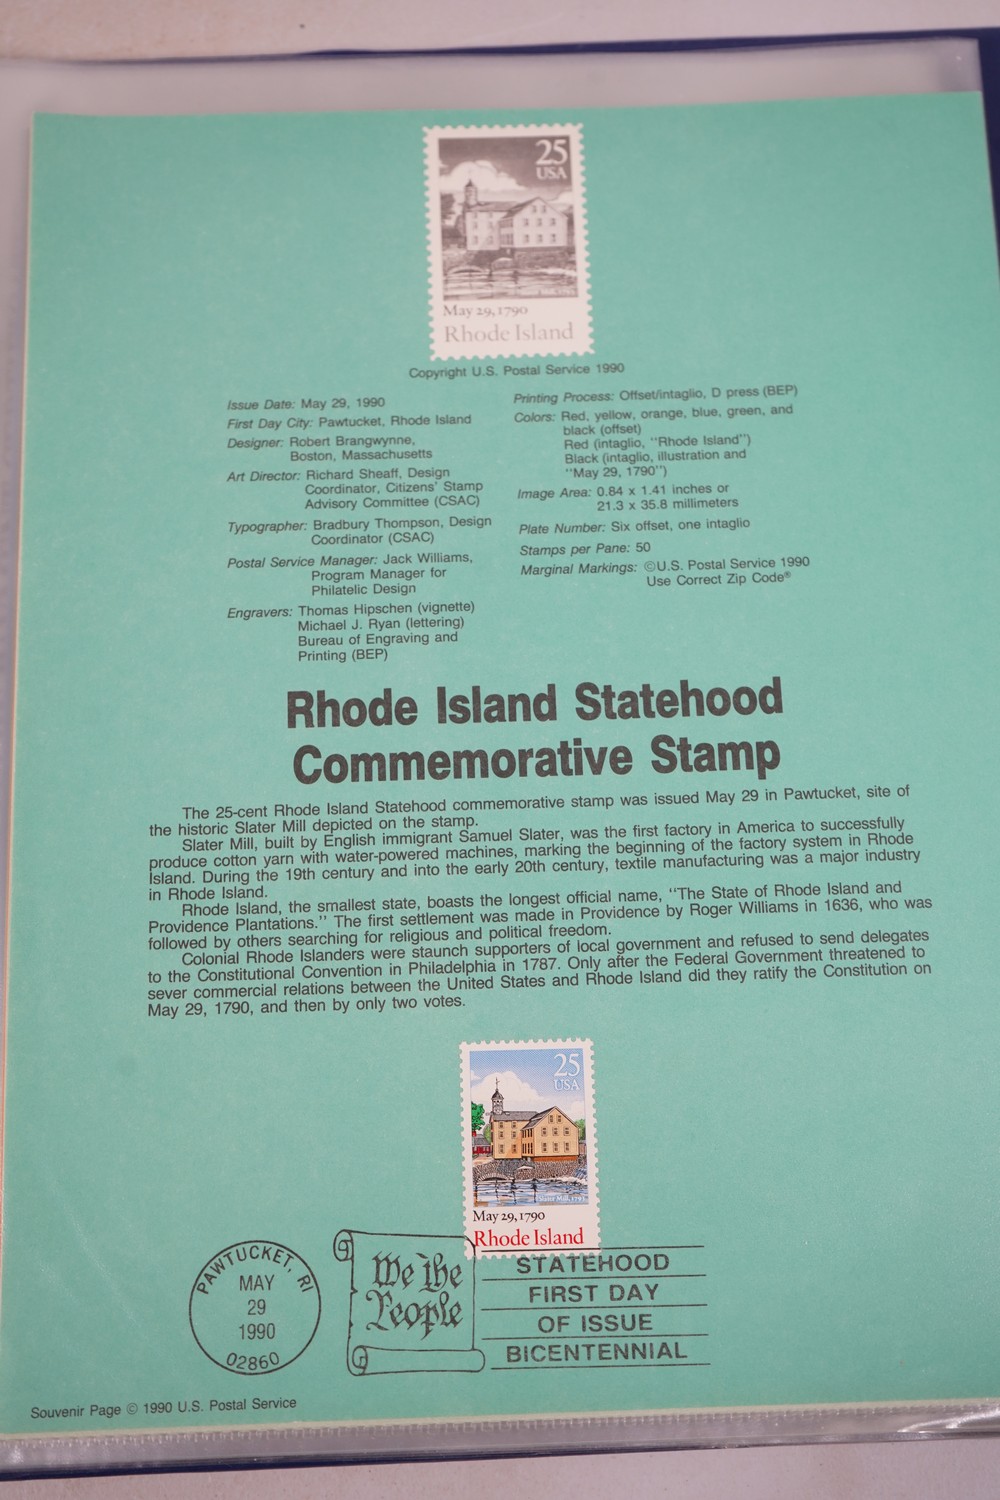 25
USA
May 29, 1790
Rhode Island
Copyright U.S. Postal Service 1990
Issue Date: May 29, 1990
First Day City: Pawtucket, Rhode Island
Designer: Robert Brangwynne,
Boston, Massachusetts
Art Director: Richard Sheaff, Design
Coordinator, Citizens' Stamp
Advisory Committee (CSAC)
Typographer: Bradbury Thompson, Design
Coordinator (CSAC)
Postal Service Manager: Jack Williams,
Program Manager for
Philatelic Design
Engravers: Thomas Hipschen (vignette)
Michael J. Ryan (lettering)
Bureau of Engraving and
Printing (BEP)
Printing Process: Offset/intaglio, D press (BEP)
Colors: Red, yellow, orange, blue, green, and
black (offset)
Red (intaglio, "Rhode Island")
Black (intaglio, illustration and
"May 29, 1790")
Image Area: 0.84 x 1.41 inches or
21.3 x 35.8 millimeters
Plate Number: Six offset, one intaglio
Stamps per Pane: 50
Marginal Markings: ©U.S. Postal Service 1990
Use Correct Zip Code®
Rhode Island Statehood
Commemorative Stamp
The 25-cent Rhode Island Statehood commemorative stamp was issued May 29 in Pawtucket, site of
the historic Slater Mill depicted on the stamp.
Slater Mill, built by English immigrant Samuel Slater, was the first factory in America to successfully
produce cotton yarn with water-powered machines, marking the beginning of the factory system in Rhode
Island. During the 19th century and into the early 20th century, textile manufacturing was a major industry
in Rhode Island.
Rhode Island, the smallest state, boasts the longest official name, "The State of Rhode Island and
Providence Plantations." The first settlement was made in Providence by Roger Williams in 1636, who was
followed by others searching for religious and political freedom.
Colonial Rhode Islanders were staunch supporters of local government and refused to send delegates
to the Constitutional Convention in Philadelphia in 1787. Only after the Federal Government threatened to
sever commercial relations between the United States and Rhode Island did they ratify the Constitution on
May 29, 1790, and then by only two votes.
25
USA
Slater Mill, 1793
May 29, 1790
Rhode Island
PAWTUCKET, RI
MAY
29
1990
02860
We the
People
STATEHOOD
FIRST DAY
OF ISSUE
BICENTENNIAL
Souvenir Page © 1990 U.S. Postal Service